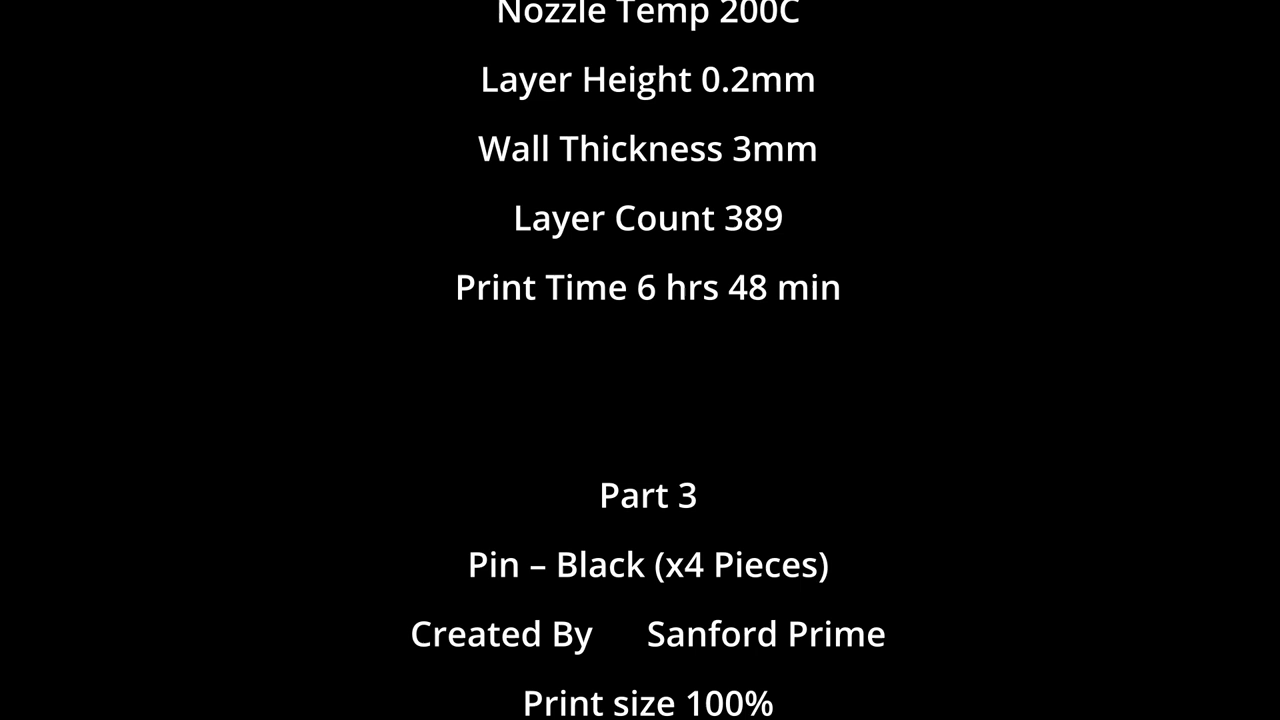 Nozzle Temp 200C
Layer Height 0.2mm
Wall Thickness 3mm
Layer Count 389
Print Time 6 hrs 48 min
Part 3
Pin – Black (x4 Pieces)
Created By Sanford Prime
Print size 100%